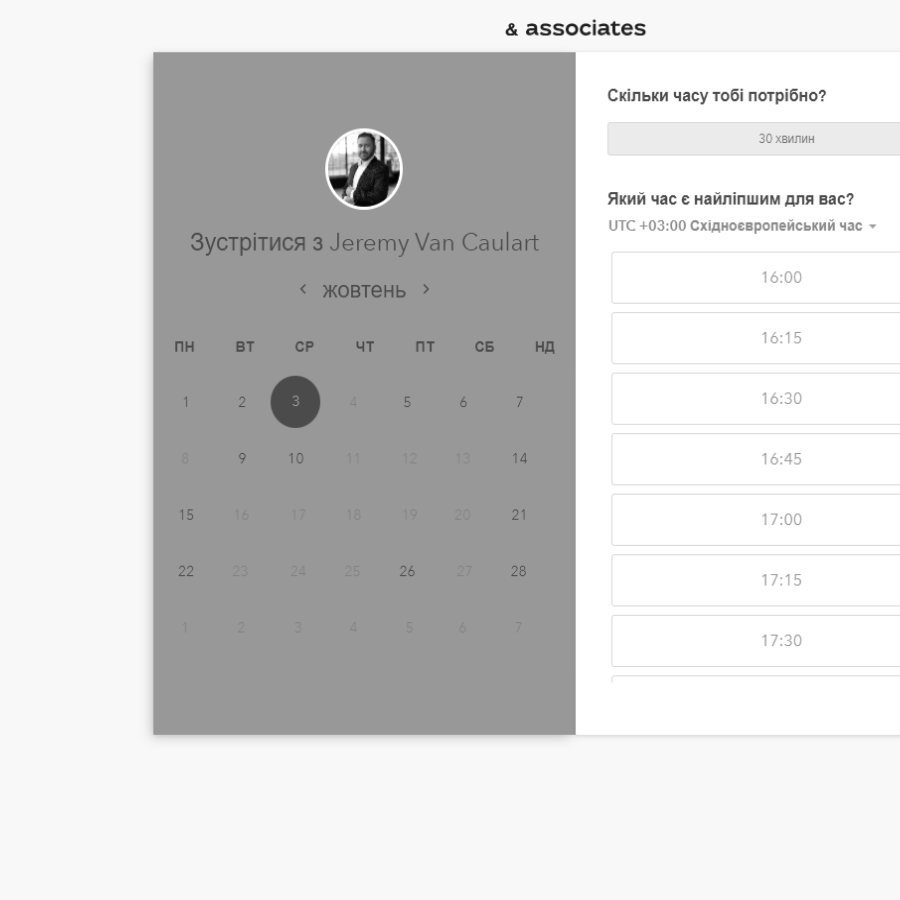 & associates
Зустрітися з Jeremy Van Caulart
жовтень
ПН ВТ СР ЧТ ПТ СБ НД
1 2 3 4 5 6 7
8 9 10 11 12 13 14
15 16 17 18 19 20 21
22 23 24 25 26 27 28
1 2 3 4 5 6 7
Скільки часу тобі потрібно?
30 хвилин
Який час є найліпшим для вас?
UTC +03:00 Східноєвропейський час
16:00
16:15
16:30
16:45
17:00
17:15
17:30